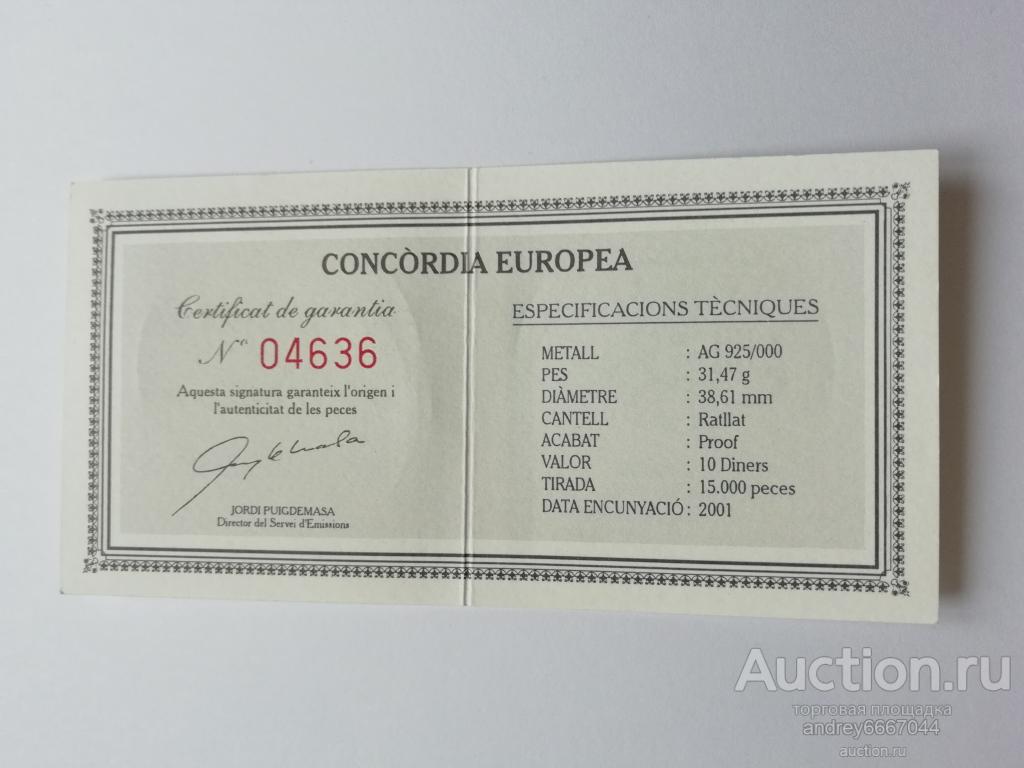 CONCÒRDIA EUROPEA
Certificat de garantia
Nº 04636
Aquesta signatura garanteix l'origen i
l'autenticitat de les peces
JORDI PUIGDEMASA
Director del Servei d'Emissions
ESPECIFICACIONS TÈCNIQUES
METALL : AG 925/000
PES : 31,47 g
DIÀMETRE : 38,61 mm
CANTELL : Ratllat
ACABAT : Proof
VALOR : 10 Diners
TIRADA : 15.000 peces
DATA ENCUNYACIÓ : 2001
Auction.ru
торговая площадка
andrey6667044
auction.ru